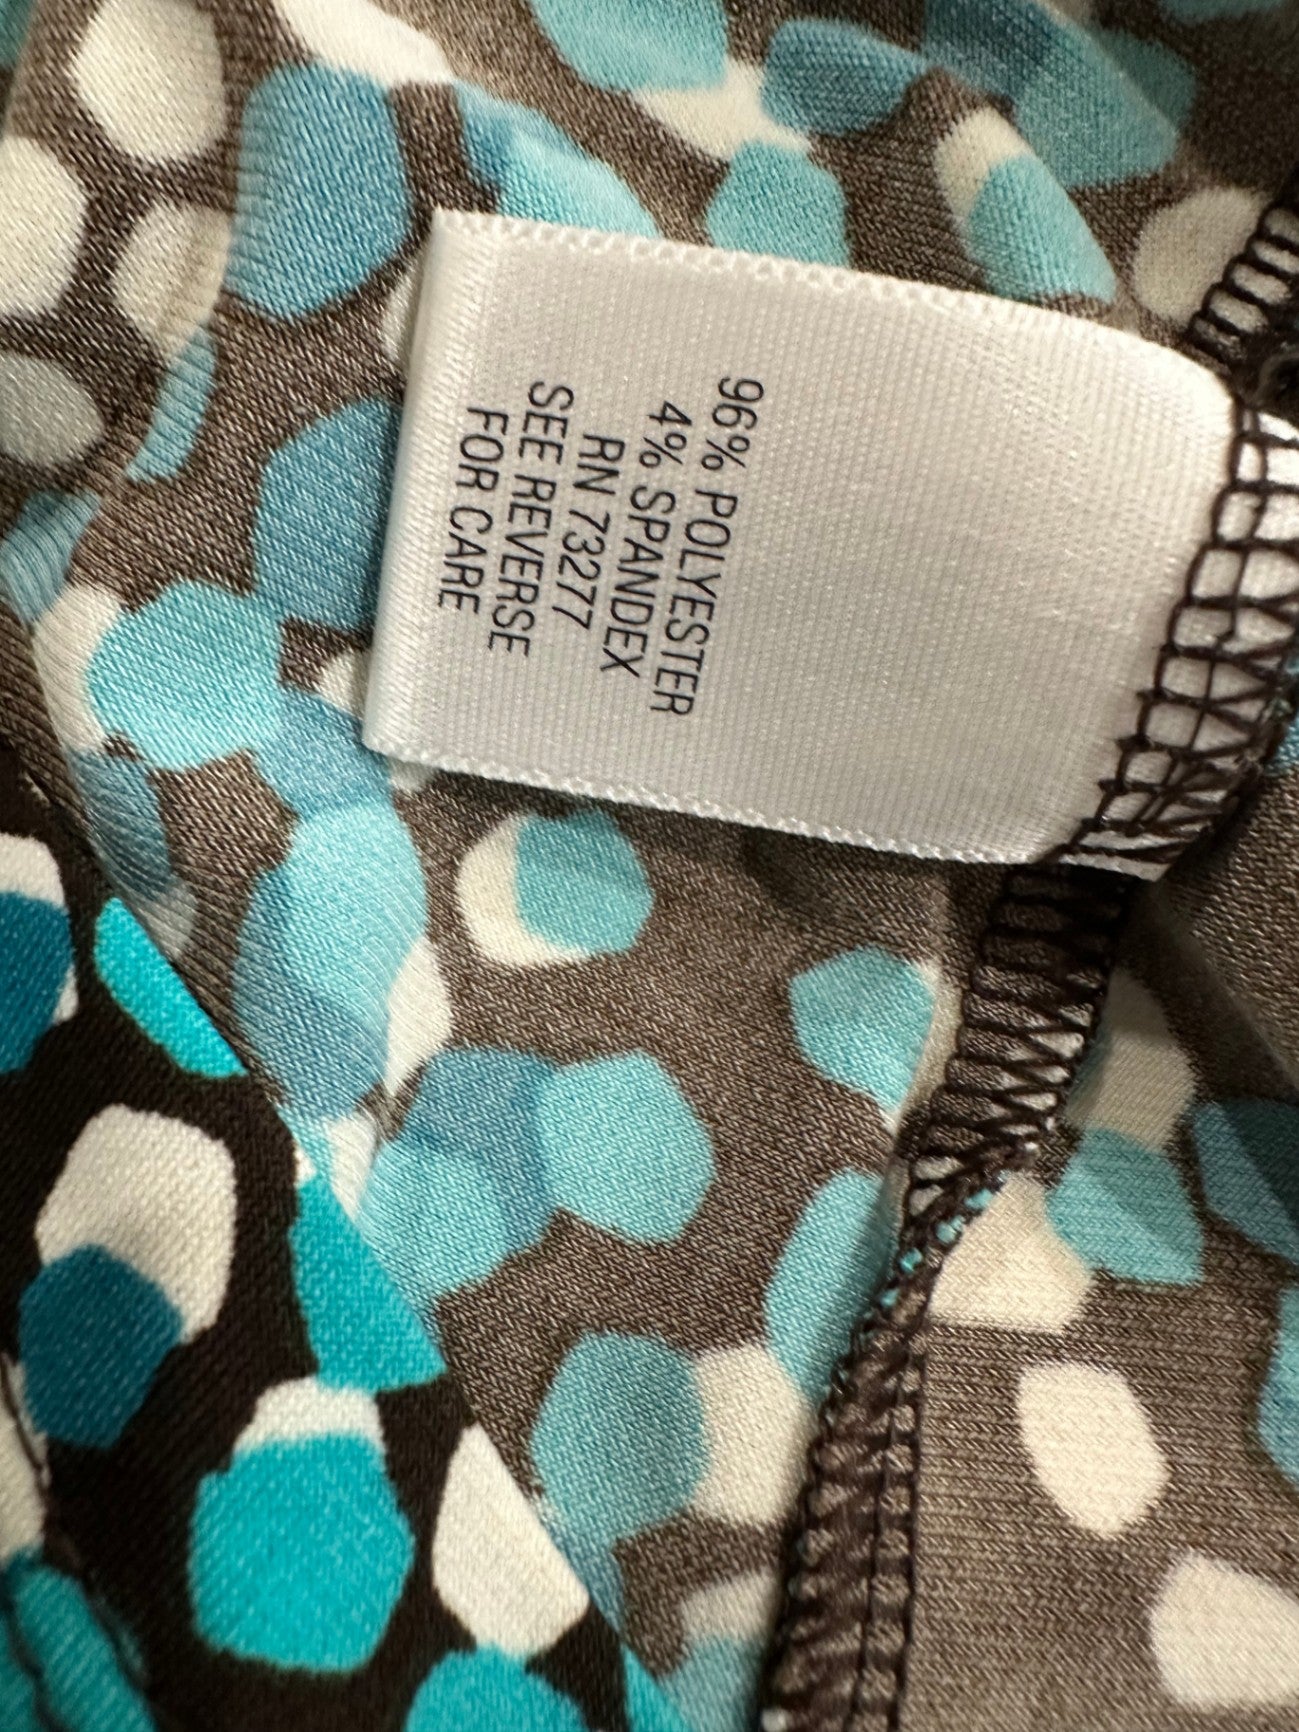 96% POLYESTER
4% SPANDEX
RN 73277
SEE REVERSE
FOR CARE